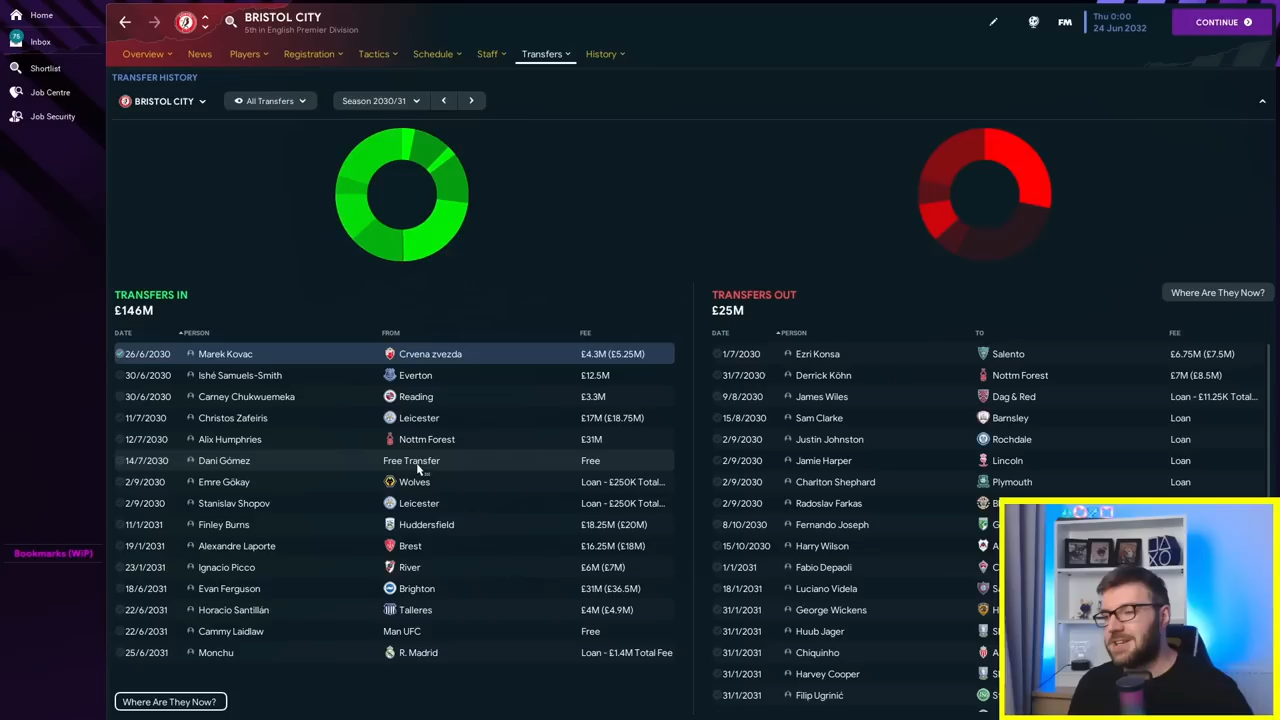 Home
75
Inbox
Shortlist
Job Centre
Job Security
Bookmarks (WiP)
BRISTOL CITY
5th in English Premier Division
FM
Thu 0:00
24 Jun 2032
CONTINUE
Overview
News
Players
Registration
Tactics
Schedule
Staff
Transfers
History
TRANSFER HISTORY
BRISTOL CITY
All Transfers
Season 2030/31
TRANSFERS IN
£146M
DATE PERSON FROM FEE
26/6/2030 Marek Kovac Crvena zvezda £4.3M (£5.25M)
30/6/2030 Ishé Samuels-Smith Everton £12.5M
30/6/2030 Carney Chukwuemeka Reading £3.3M
11/7/2030 Christos Zafeiris Leicester £17M (£18.75M)
12/7/2030 Alix Humphries Nottm Forest £31M
14/7/2030 Dani Gómez Free Transfer Free
2/9/2030 Emre Gökay Wolves Loan - £250K Total...
2/9/2030 Stanislav Shopov Leicester Loan - £250K Total...
11/1/2031 Finley Burns Huddersfield £18.25M (£20M)
19/1/2031 Alexandre Laporte Brest £16.25M (£18M)
23/1/2031 Ignacio Picco River £6M (£7M)
18/6/2031 Evan Ferguson Brighton £31M (£36.5M)
22/6/2031 Horacio Santillán Talleres £4M (£4.9M)
22/6/2031 Cammy Laidlaw Man UFC Free
25/6/2031 Monchu R. Madrid Loan - £1.4M Total Fee
Where Are They Now?
TRANSFERS OUT
£25M
Where Are They Now?
DATE PERSON TO FEE
1/7/2030 Ezri Konsa Salento £6.75M (£7.5M)
31/7/2030 Derrick Köhn Nottm Forest £7M (£8.5M)
9/8/2030 James Wiles Dag & Red Loan - £11.25K Total...
15/8/2030 Sam Clarke Barnsley Loan
2/9/2030 Justin Johnston Rochdale Loan
2/9/2030 Jamie Harper Lincoln Loan
2/9/2030 Charlton Shephard Plymouth Loan
2/9/2030 Radoslav Farkas
8/10/2030 Fernando Joseph
15/10/2030 Harry Wilson
1/1/2031 Fabio Depaoli
18/1/2031 Luciano Videla
31/1/2031 George Wickens
31/1/2031 Huub Jager
31/1/2031 Chiquinho
31/1/2031 Harvey Cooper
31/1/2031 Filip Ugrinić